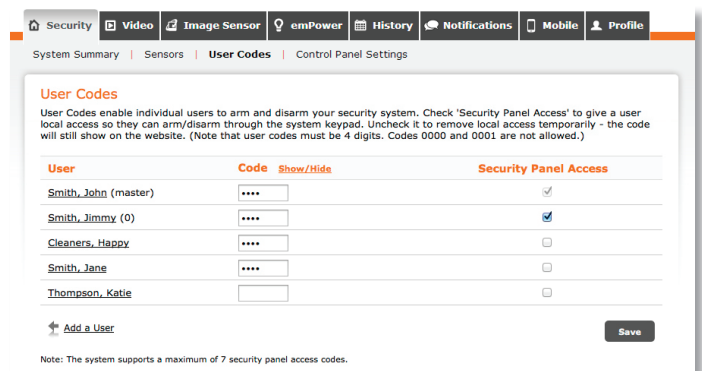 Security Video Image Sensor emPower History Notifications Mobile Profile
System Summary | Sensors | User Codes | Control Panel Settings
User Codes
User Codes enable individual users to arm and disarm your security system. Check 'Security Panel Access' to give a user
local access so they can arm/disarm through the system keypad. Uncheck it to remove local access temporarily - the code
will still show on the website. (Note that user codes must be 4 digits. Codes 0000 and 0001 are not allowed.)
User Code Show/Hide Security Panel Access
Smith, John (master) ••••
Smith, Jimmy (0) ••••
Cleaners, Happy ••••
Smith, Jane ••••
Thompson, Katie
Add a User Save
Note: The system supports a maximum of 7 security panel access codes.